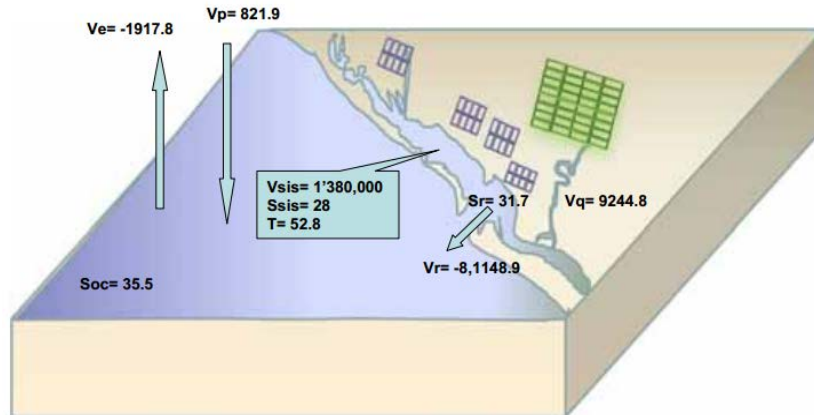 Ve= -1917.8
Vp= 821.9
Vsis= 1'380,000
Ssis= 28
T= 52.8
Sr= 31.7
Vq= 9244.8
Vr= -8,1148.9
Soc= 35.5